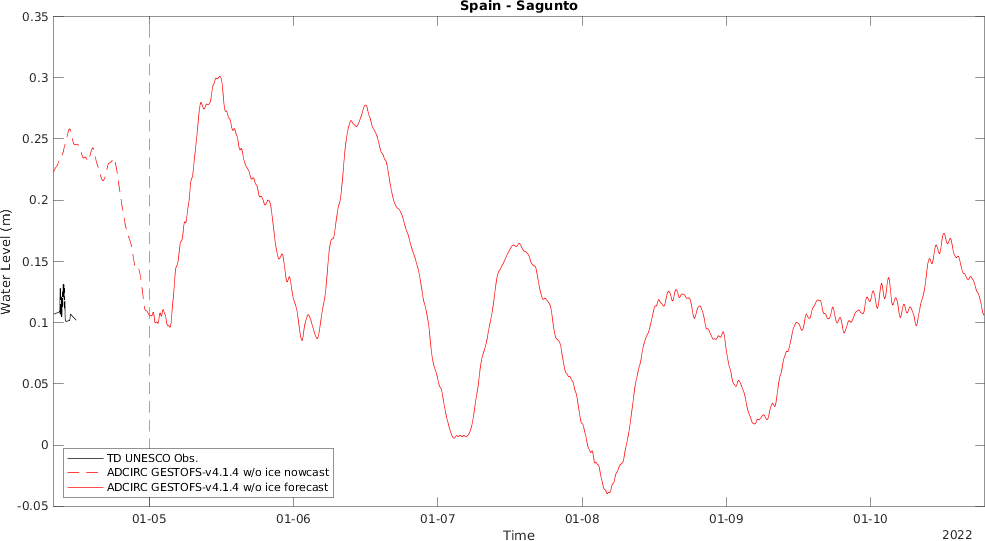 Spain - Sagunto
0.35
0.3
0.25
0.2
0.15
0.1
0.05
0
-0.05
Water Level (m)
TD UNESCO Obs.
ADCIRC GESTOFS-v4.1.4 w/o ice nowcast
ADCIRC GESTOFS-v4.1.4 w/o ice forecast
01-05 01-06 01-07 01-08 01-09 01-10
Time
2022